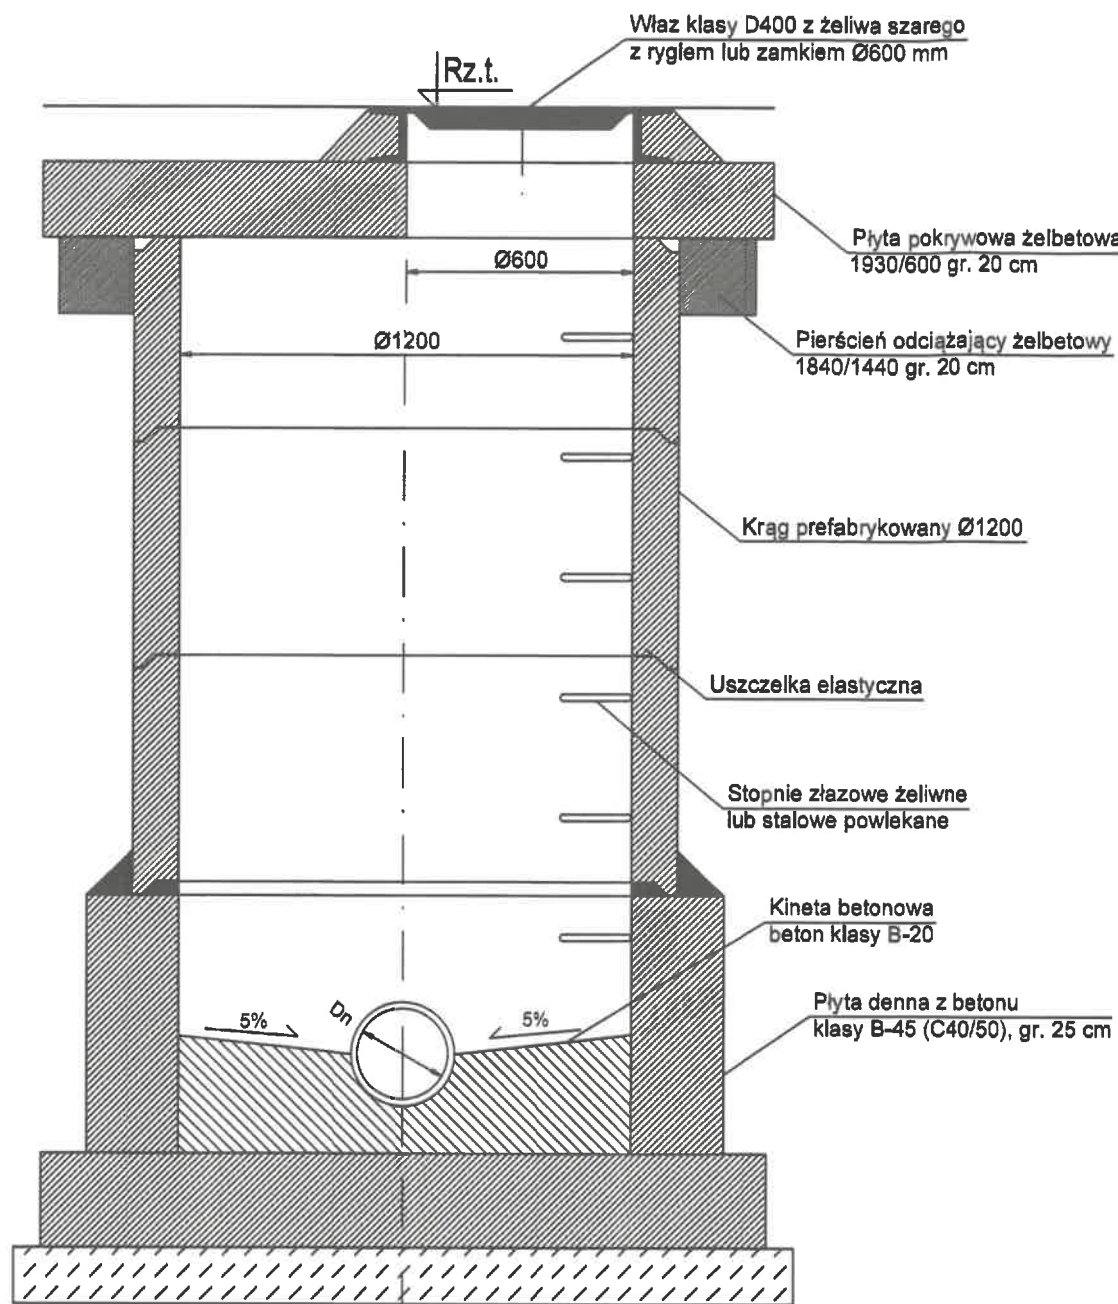 Właz klasy D400 z żeliwa szarego
z ryglem lub zamkiem Ø600 mm
Rz.t.
Płyta pokrywowa żelbetowa
1930/600 gr. 20 cm
Ø600
Pierścień odciążający żelbetowy
1840/1440 gr. 20 cm
Ø1200
Krąg prefabrykowany Ø1200
Uszczelka elastyczna
Stopnie złazowe żeliwne
lub stalowe powlekane
Kineta betonowa
beton klasy B-20
Płyta denna z betonu
klasy B-45 (C40/50), gr. 25 cm
5%
Dn
5%